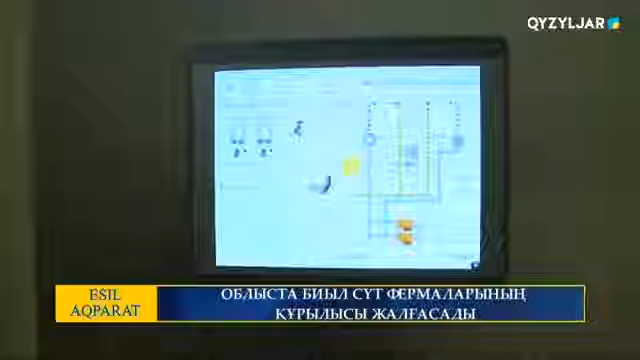 QYZYLJAR
ESIL
AQPARAT
ОБЛЫСТА БИЫЛ СҮТ ФЕРМАЛАРЫНЫҢ
ҚҰРЫЛЫСЫ ЖАЛҒАСАДЫ